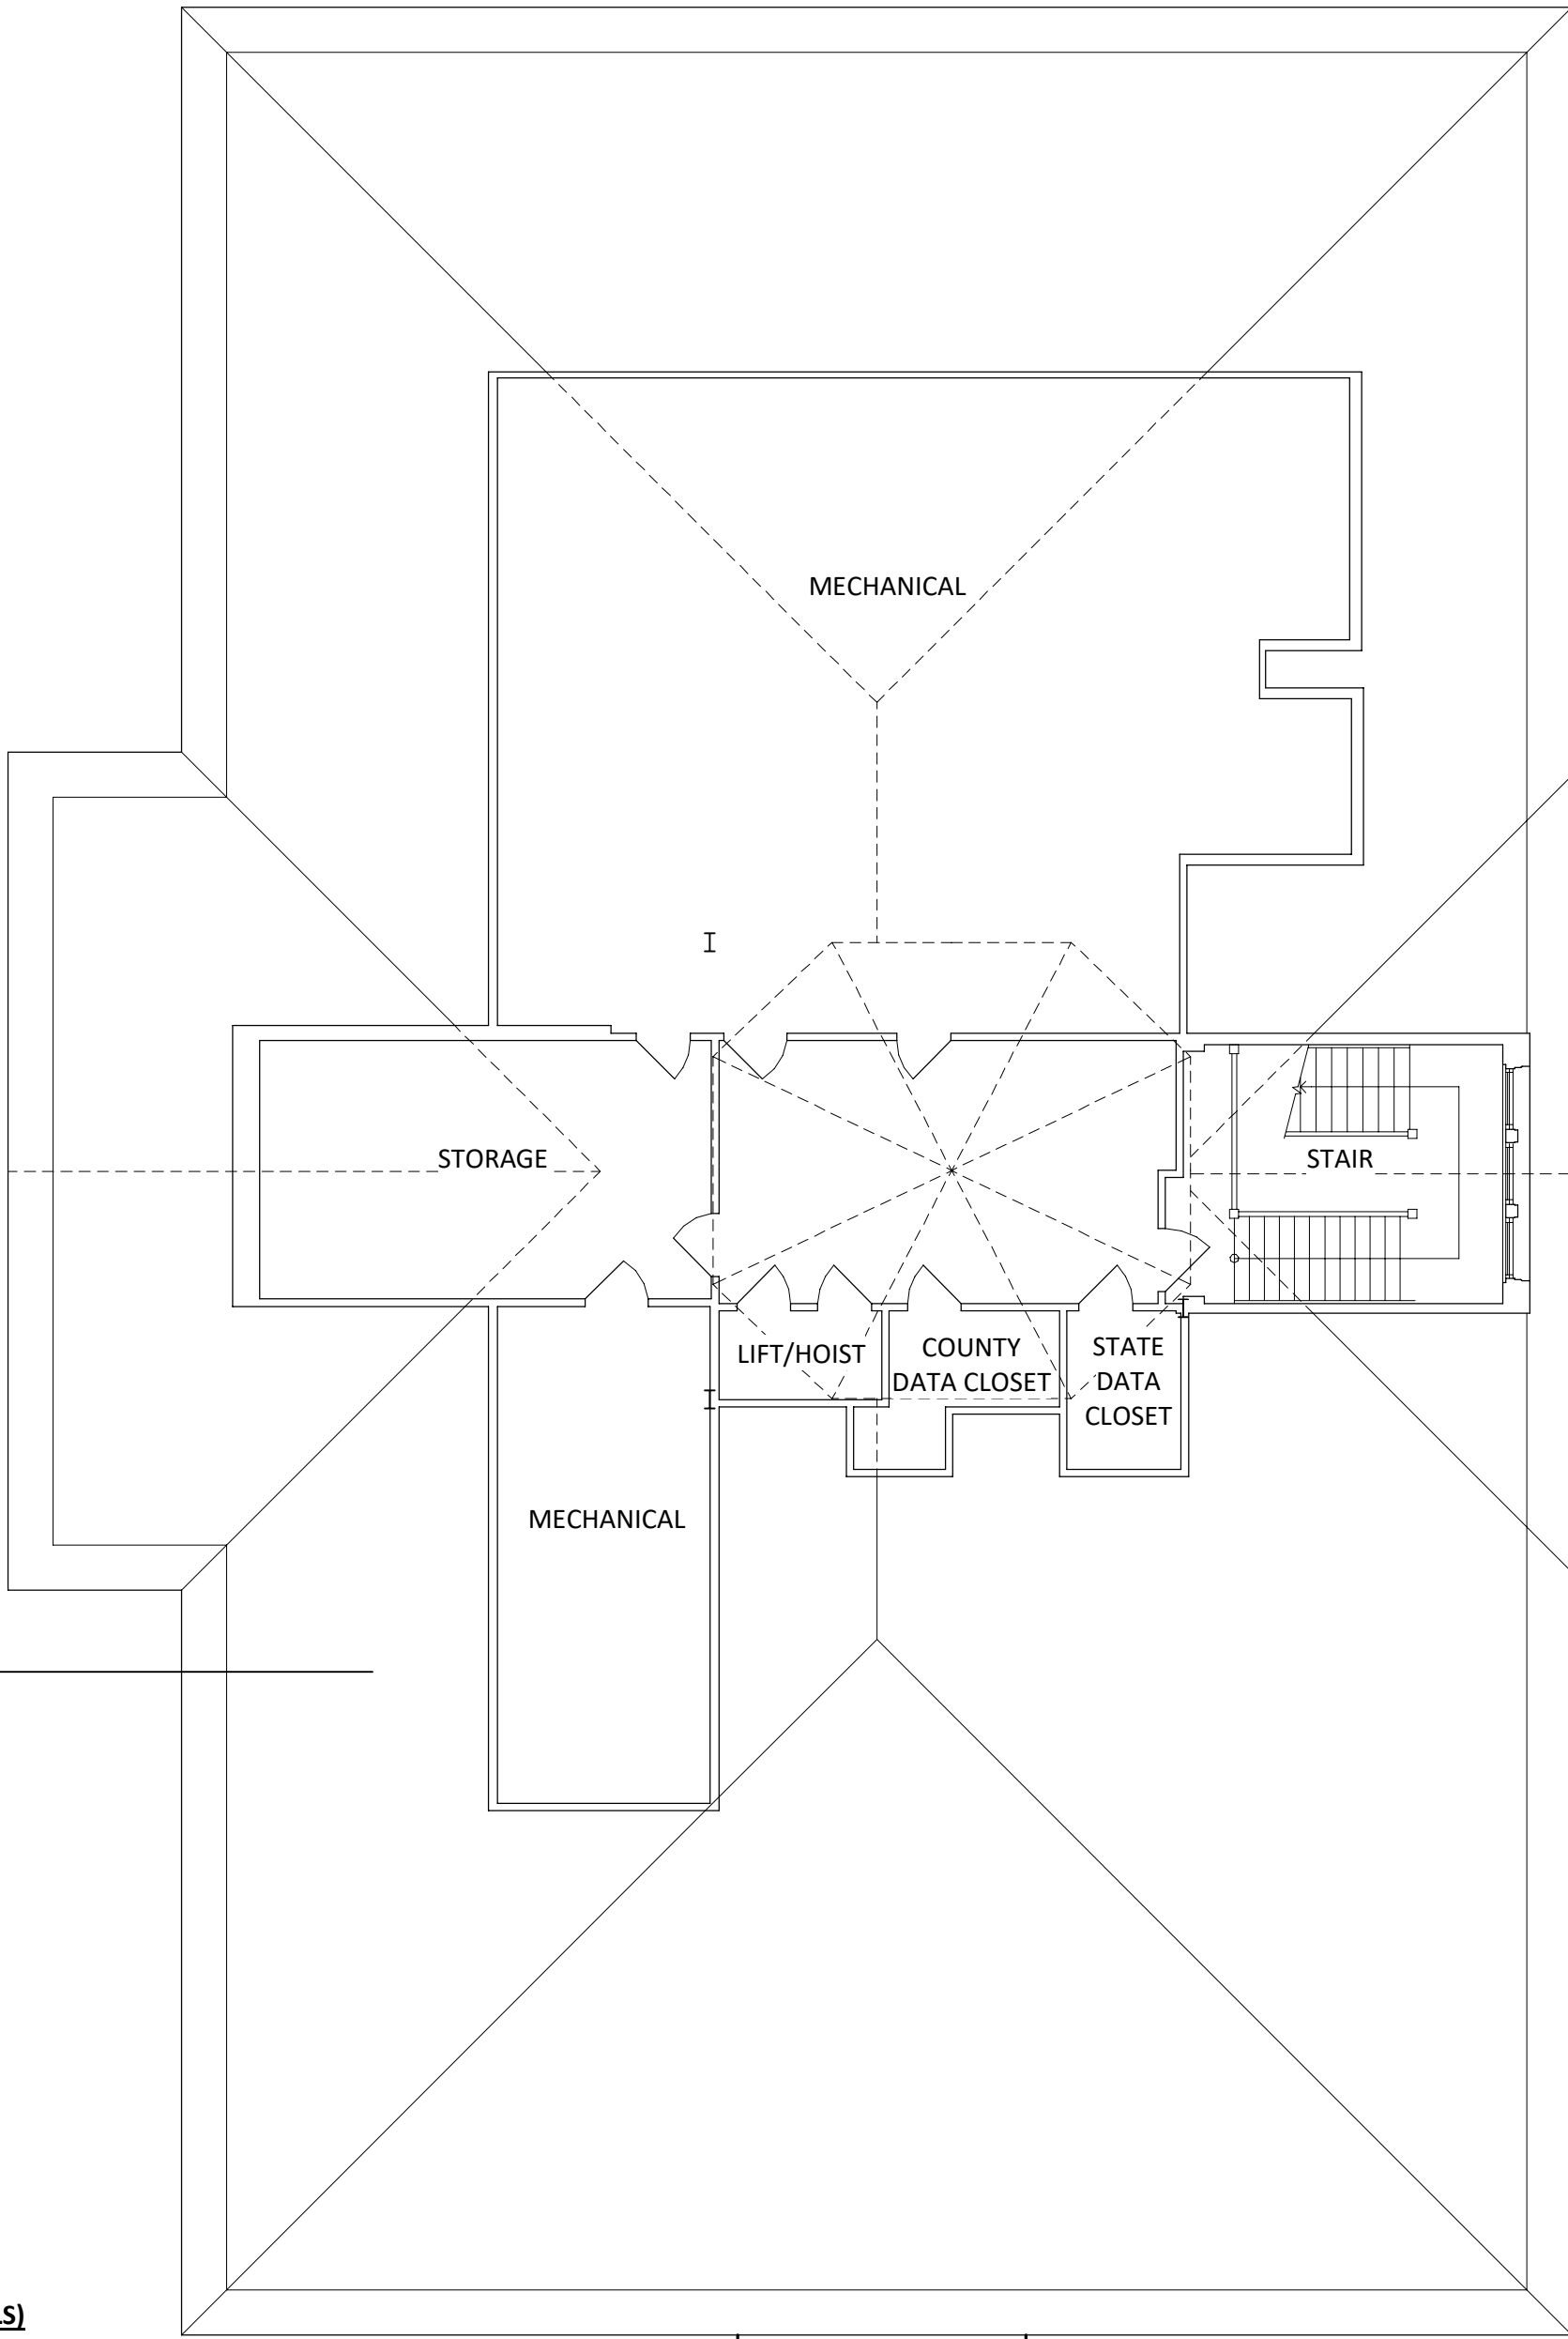 MECHANICAL
STORAGE
STAIR
LIFT/HOIST
COUNTY
DATA CLOSET
STATE
DATA
CLOSET
MECHANICAL